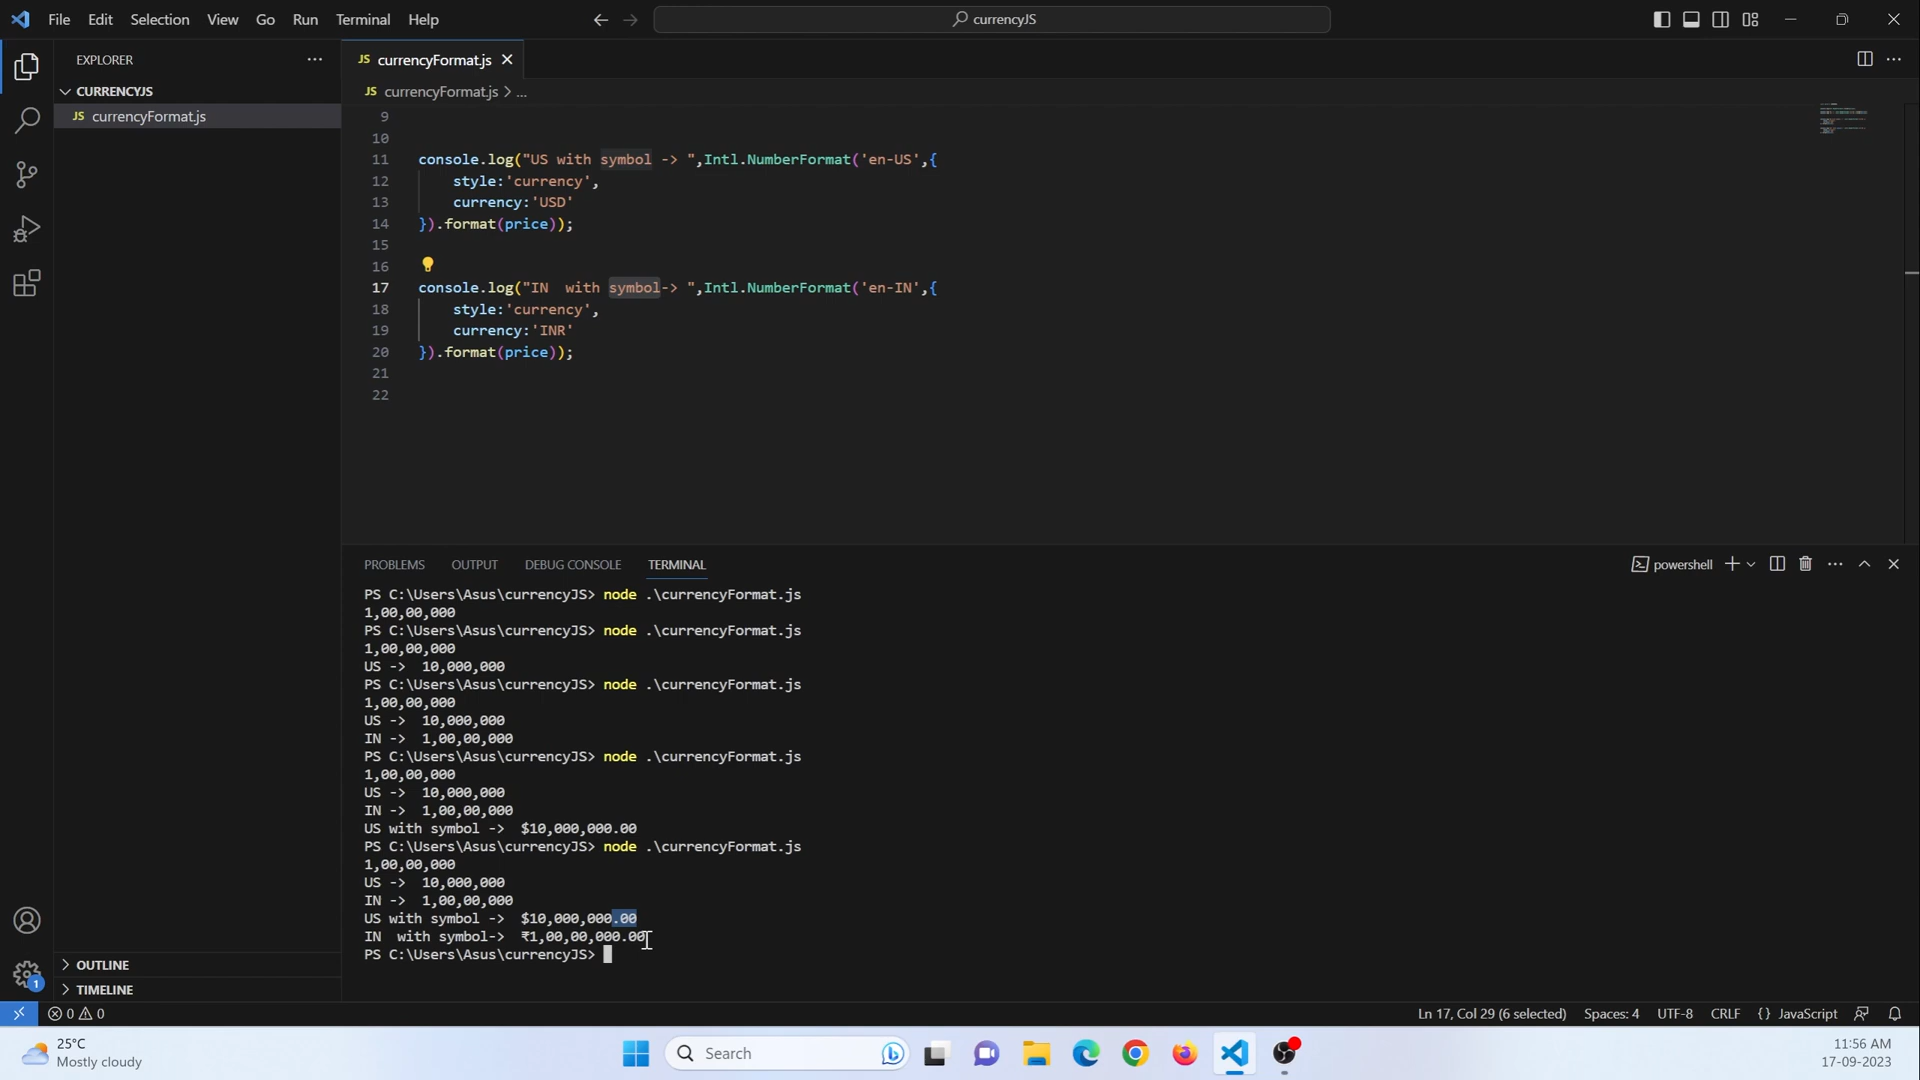 File Edit Selection View Go Run Terminal Help
currencyJS
EXPLORER
CURRENCYJS
JS currencyFormat.js
JS currencyFormat.js
JS currencyFormat.js > ...
9
10
11 console.log("US with symbol -> ",Intl.NumberFormat('en-US',{
12 style:'currency',
13 currency:'USD'
14 }).format(price));
15
16
17 console.log("IN  with symbol-> ",Intl.NumberFormat('en-IN',{
18 style:'currency',
19 currency:'INR'
20 }).format(price));
21
22
PROBLEMS OUTPUT DEBUG CONSOLE TERMINAL
powershell
PS C:\Users\Asus\currencyJS> node .\currencyFormat.js
1,00,00,000
PS C:\Users\Asus\currencyJS> node .\currencyFormat.js
1,00,00,000
US ->  10,000,000
PS C:\Users\Asus\currencyJS> node .\currencyFormat.js
1,00,00,000
US ->  10,000,000
IN ->  1,00,00,000
PS C:\Users\Asus\currencyJS> node .\currencyFormat.js
1,00,00,000
US ->  10,000,000
IN ->  1,00,00,000
US with symbol ->  $10,000,000.00
PS C:\Users\Asus\currencyJS> node .\currencyFormat.js
1,00,00,000
US ->  10,000,000
IN ->  1,00,00,000
US with symbol ->  $10,000,000.00
IN  with symbol->  ₹1,00,00,000.00
PS C:\Users\Asus\currencyJS>
OUTLINE
TIMELINE
1
0 0
Ln 17, Col 29 (6 selected) Spaces: 4 UTF-8 CRLF {} JavaScript
25°C
Mostly cloudy
Search
11:56 AM
17-09-2023